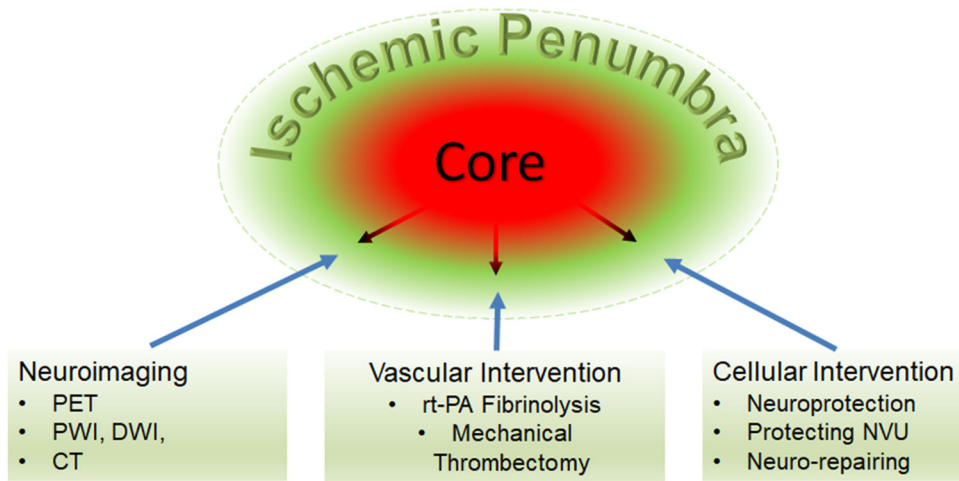 Ischemic Penumbra
Core
Neuroimaging
• PET
• PWI, DWI,
• CT
Vascular Intervention
• rt-PA Fibrinolysis
• Mechanical
Thrombectomy
Cellular Intervention
• Neuroprotection
• Protecting NVU
• Neuro-repairing